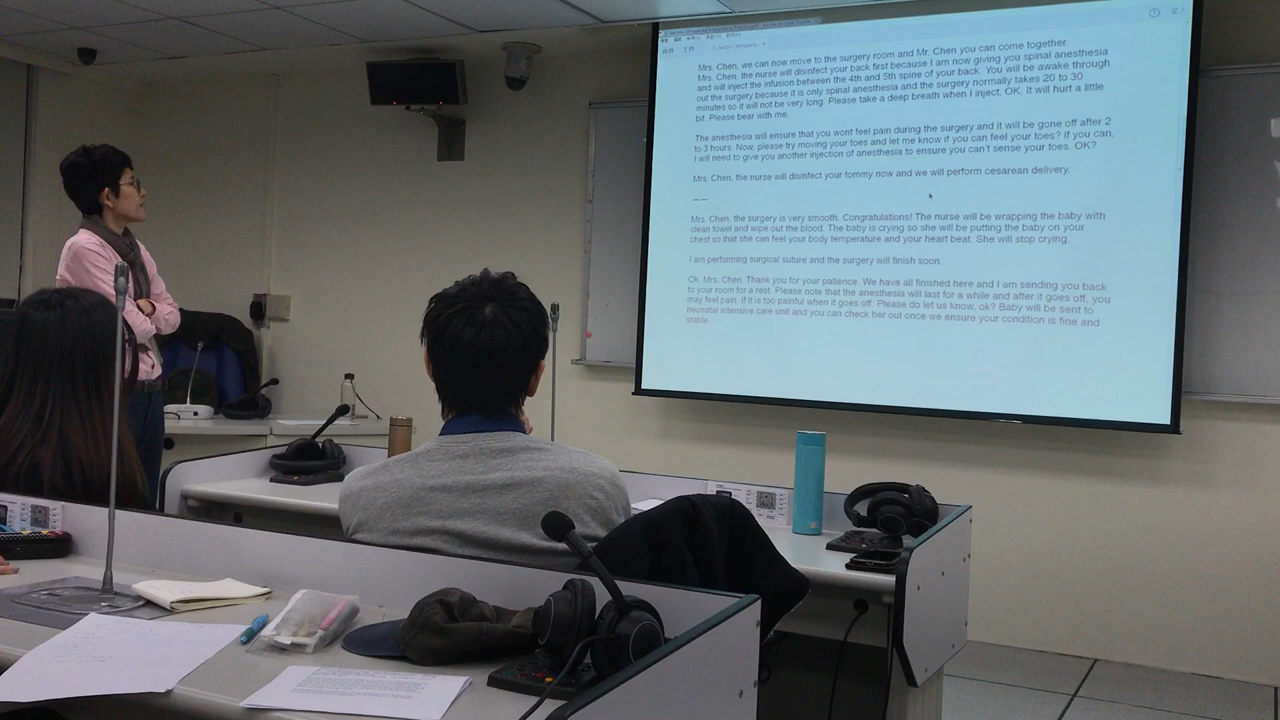 Mrs. Chen, we can now move to the surgery room and Mr. Chen you can come together.
Mrs. Chen, the nurse will disinfect your back first because I am now giving you spinal anesthesia
and will inject the infusion between the 4th and 5th spine of your back. You will be awake through
out the surgery because it is only spinal anesthesia and the surgery normally takes 20 to 30
minutes so it will not be very long. Please take a deep breath when I inject, OK. It will hurt a little
bit. Please bear with me.
The anesthesia will ensure that you wont feel pain during the surgery and it will be gone off after 2
to 3 hours. Now, please try moving your toes and let me know if you can feel your toes? If you can,
I will need to give you another injection of anesthesia to ensure you can't sense your toes. OK?
Mrs. Chen, the nurse will disinfect your tommy now and we will perform cesarean delivery.
— —
Mrs. Chen, the surgery is very smooth. Congratulations! The nurse will be wrapping the baby with
clean towel and wipe out the blood. The baby is crying so she will be putting the baby on your
chest so that she can feel your body temperature and your heart beat. She will stop crying.
I am performing surgical suture and the surgery will finish soon.
Ok. Mrs. Chen. Thank you for your patience. We have all finished here and I am sending you back
to your room for a rest. Please note that the anesthesia will last for a while and after it goes off, you
may feel pain. If it is too painful when it goes off. Please do let us know, ok? Baby will be sent to
neonatal intensive care unit and you can check her out once we ensure your condition is fine and
stable.